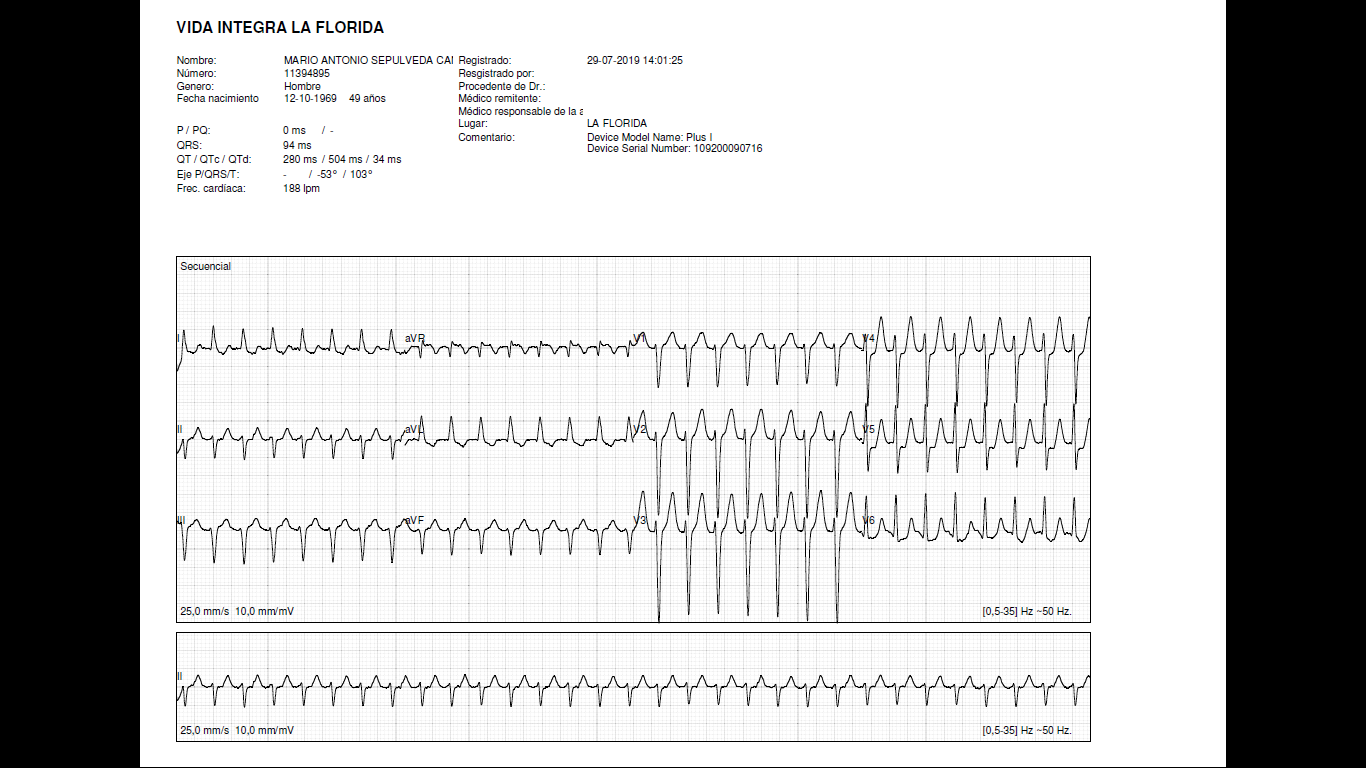 VIDA INTEGRA LA FLORIDA
Nombre: MARIO ANTONIO SEPULVEDA CAI Registrado: 29-07-2019 14:01:25
Número: 11394895 Resgistrado por:
Genero: Hombre Procedente de Dr.:
Fecha nacimiento 12-10-1969 49 años Médico remitente:
Médico responsable de la a
Lugar: LA FLORIDA
P / PQ: 0 ms / - Comentario: Device Model Name: Plus I
QRS: 94 ms Device Serial Number: 109200090716
QT / QTc / QTd: 280 ms / 504 ms / 34 ms
Eje P/QRS/T: - / -53° / 103°
Frec. cardíaca: 188 lpm
Secuencial
I aVR V1 V4
II aVL V2 V5
III aVF V3 V6
25,0 mm/s 10,0 mm/mV [0,5-35] Hz ~50 Hz.
II
25,0 mm/s 10,0 mm/mV [0,5-35] Hz ~50 Hz.